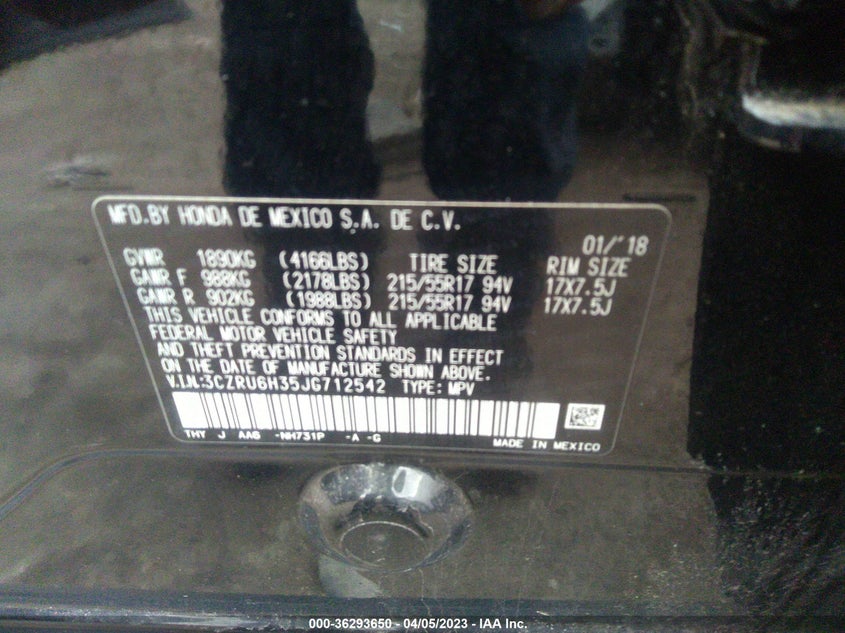 MFD.BY HONDA DE MEXICO S.A. DE C.V.
01/'18
GVWR 1890KG (4166LBS) TIRE SIZE RIM SIZE
GAWR F 988KG (2178LBS) 215/55R17 94V 17X7.5J
GAWR R 902KG (1988LBS) 215/55R17 94V 17X7.5J
THIS VEHICLE CONFORMS TO ALL APPLICABLE
FEDERAL MOTOR VEHICLE SAFETY
AND THEFT PREVENTION STANDARDS IN EFFECT
ON THE DATE OF MANUFACTURE SHOWN ABOVE.
V.I.N:3CZRU6H35JG712542 TYPE: MPV
THY J AA6 -NH731P -A -G MADE IN MEXICO
000-36293650 - 04/05/2023 - IAA Inc.